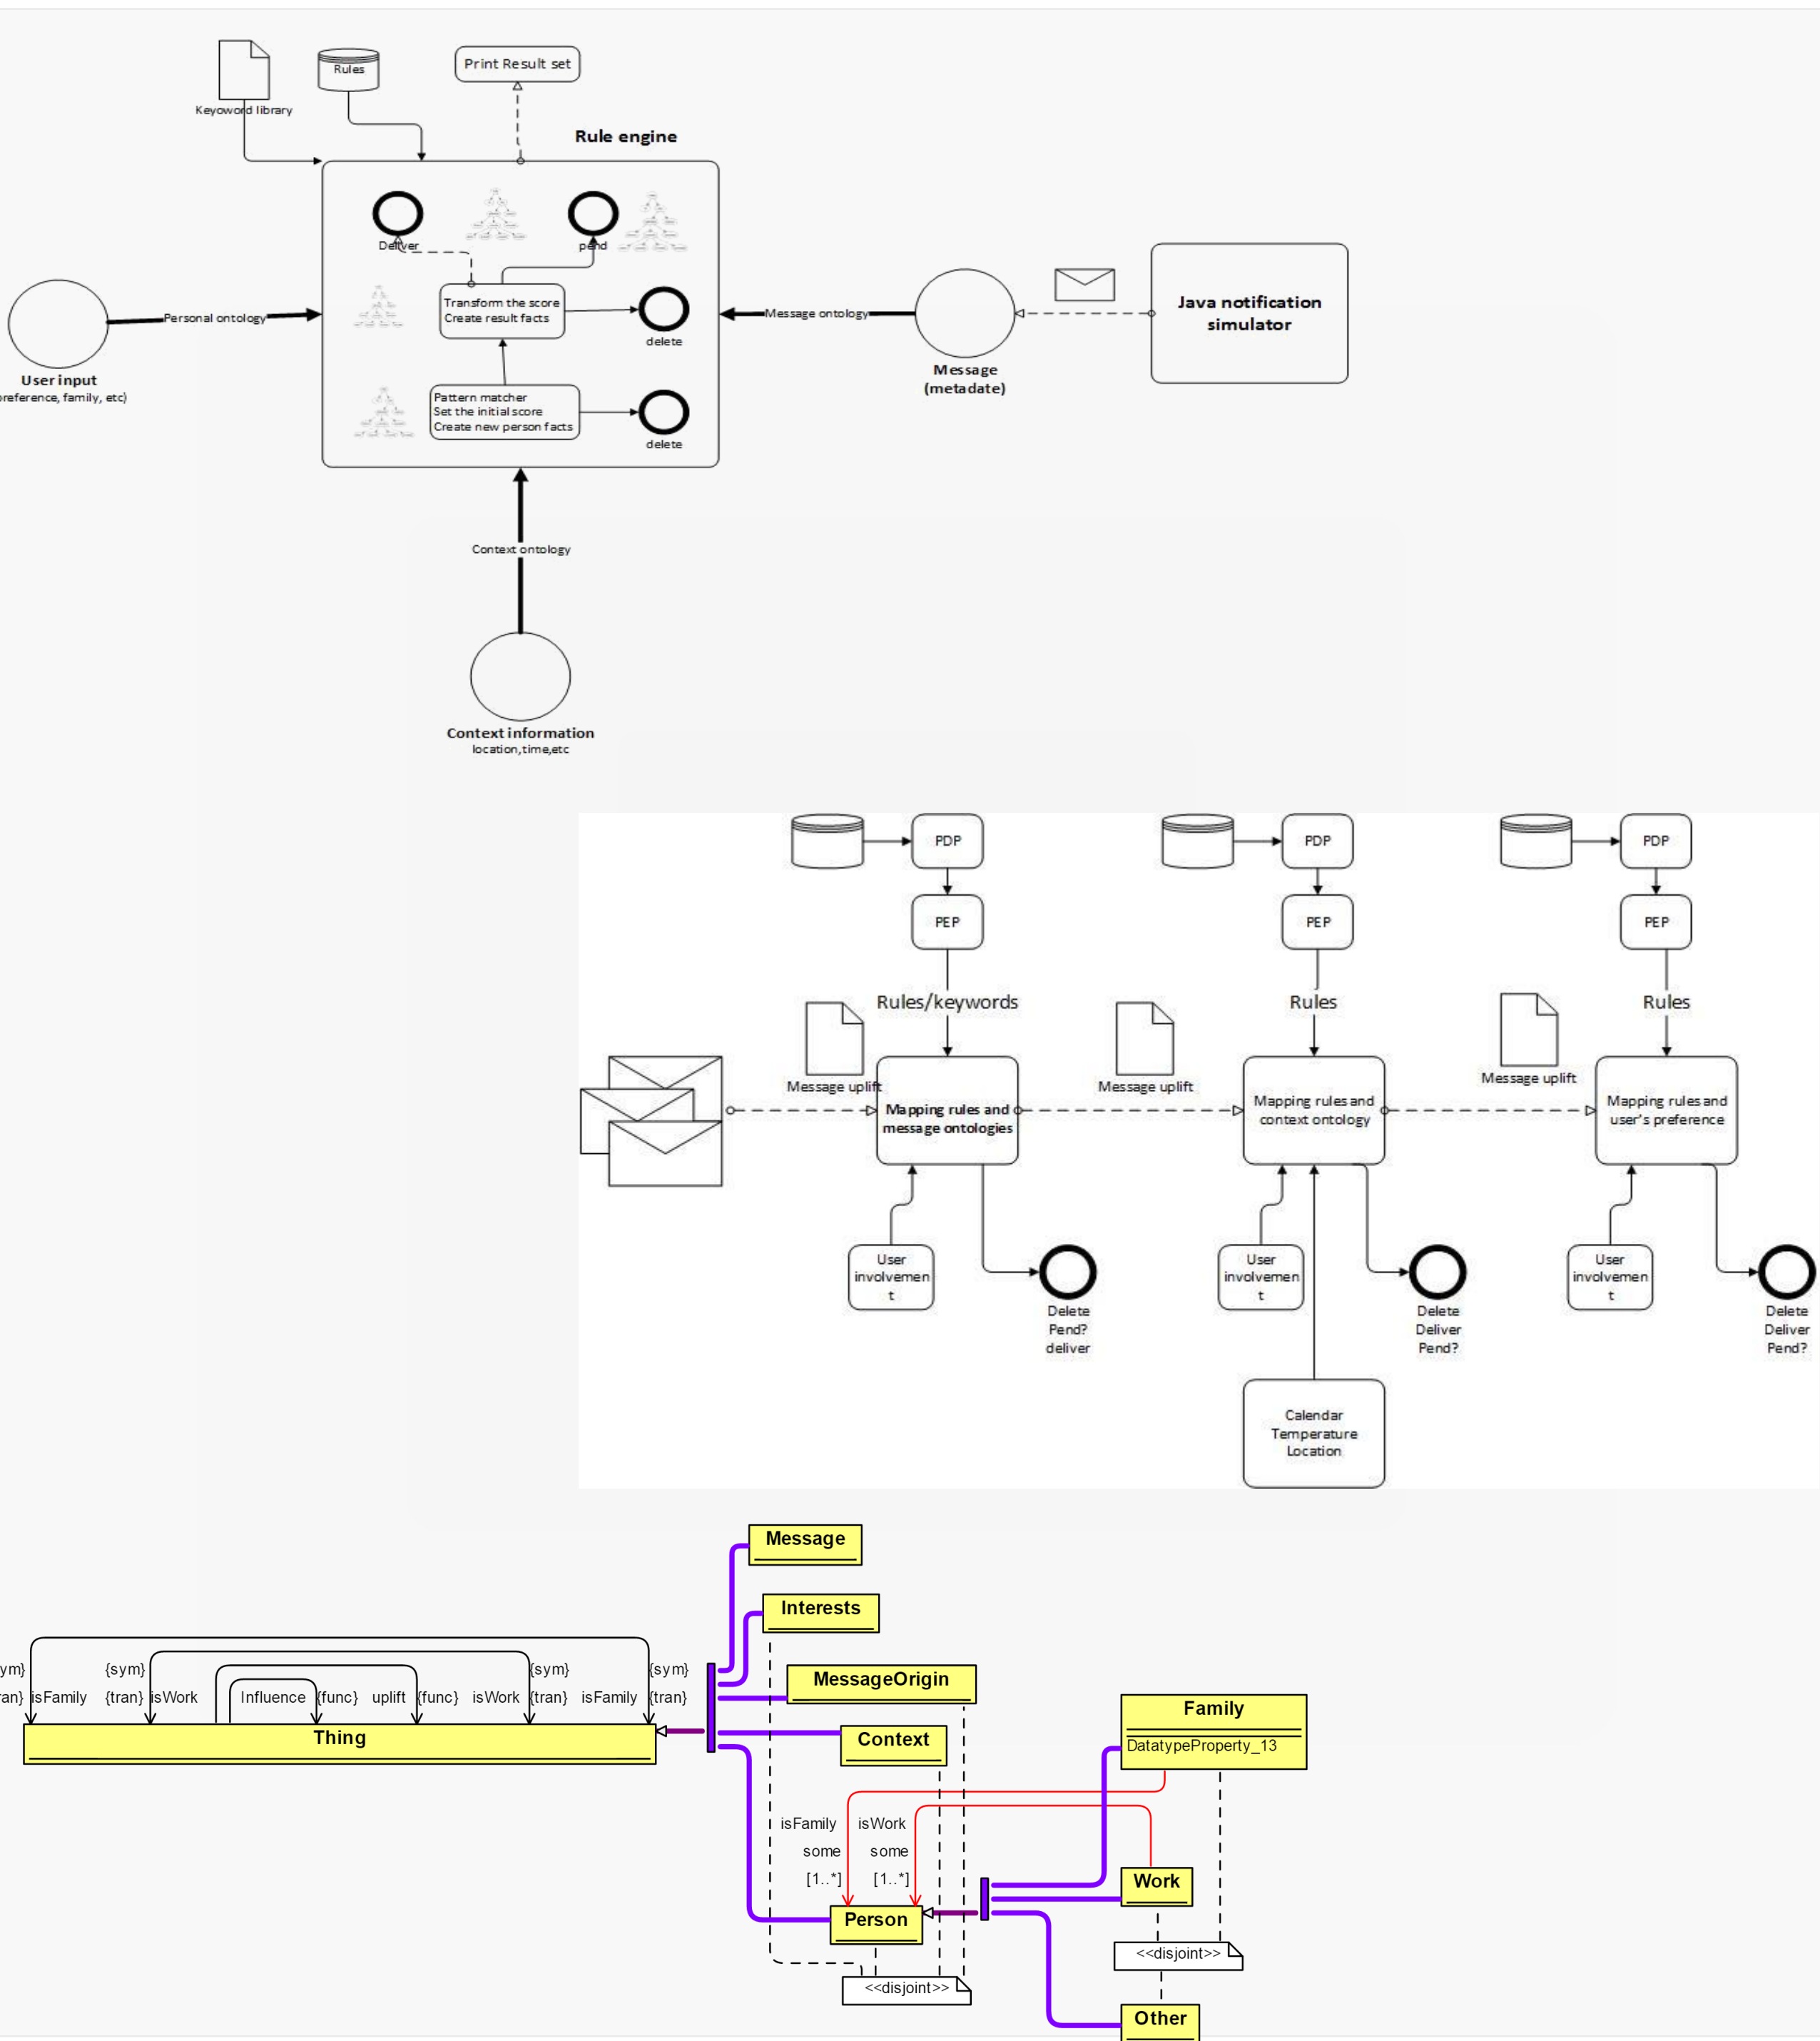 Keyoword library
Rules
Print Result set
Rule engine
Deliver
pend
Transform the score
Create result facts
delete
Pattern matcher
Set the initial score
Create new person facts
delete
Personal ontology
User input
preference, family, etc)
Message ontology
Message
(metadate)
Java notification
simulator
Context ontology
Context information
location,time,etc
PDP
PDP
PDP
PEP
PEP
PEP
Rules/keywords
Rules
Rules
Message uplift
Message uplift
Message uplift
Mapping rules and
message ontologies
Mapping rules and
context ontology
Mapping rules and
user's preference
User
involvemen
t
Delete
Pend?
deliver
User
involvemen
t
Delete
Deliver
Pend?
User
involvemen
t
Delete
Deliver
Pend?
Calendar
Temperature
Location
Message
Interests
MessageOrigin
Context
ym}
{sym}
{sym}
{sym}
ran} isFamily {tran} isWork Influence {func} uplift {func} isWork {tran} isFamily {tran}
Thing
Family
DatatypeProperty_13
isFamily
some
[1..*]
isWork
some
[1..*]
Work
Person
<<disjoint>>
<<disjoint>>
Other